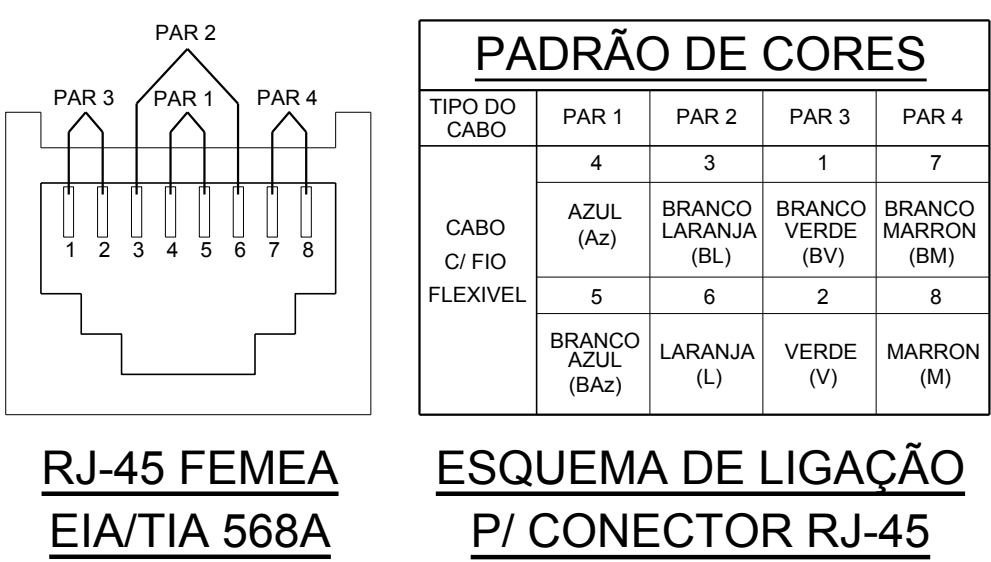 PAR 2
PAR 3 PAR 1 PAR 4
1 2 3 4 5 6 7 8
RJ-45 FEMEA
EIA/TIA 568A
PADRÃO DE CORES
TIPO DO
CABO
PAR 1 PAR 2 PAR 3 PAR 4
CABO
C/ FIO
FLEXIVEL
4 3 1 7
AZUL
(Az)
BRANCO
LARANJA
(BL)
BRANCO
VERDE
(BV)
BRANCO
MARRON
(BM)
5 6 2 8
BRANCO
AZUL
(BAz)
LARANJA
(L)
VERDE
(V)
MARRON
(M)
ESQUEMA DE LIGAÇÃO
P/ CONECTOR RJ-45